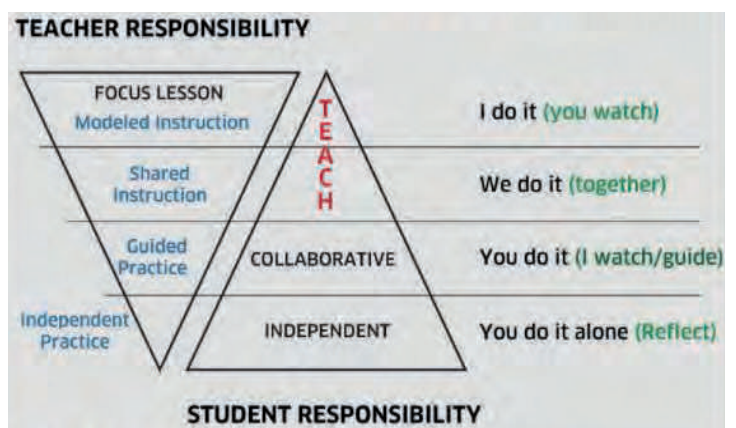 TEACHER RESPONSIBILITY
FOCUS LESSON
Modeled Instruction
TEACH
I do it (you watch)
Shared
Instruction
We do it (together)
Guided
Practice
COLLABORATIVE
You do it (I watch/guide)
Independent
Practice
INDEPENDENT
You do it alone (Reflect)
STUDENT RESPONSIBILITY